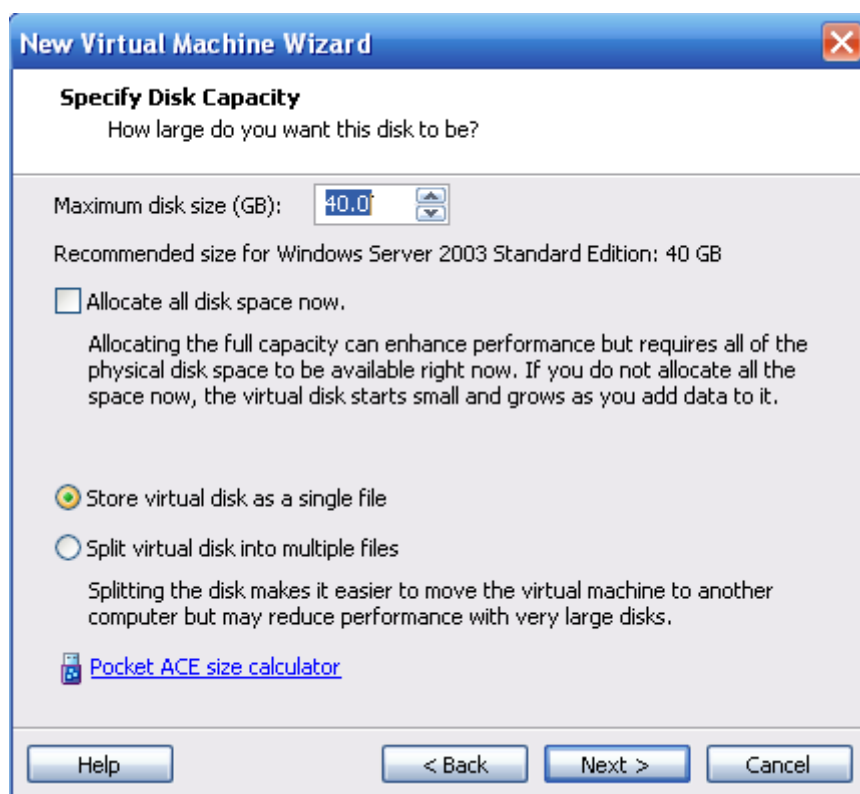 New Virtual Machine Wizard
Specify Disk Capacity
How large do you want this disk to be?
Maximum disk size (GB): 40.0
Recommended size for Windows Server 2003 Standard Edition: 40 GB
Allocate all disk space now.
Allocating the full capacity can enhance performance but requires all of the
physical disk space to be available right now. If you do not allocate all the
space now, the virtual disk starts small and grows as you add data to it.
Store virtual disk as a single file
Split virtual disk into multiple files
Splitting the disk makes it easier to move the virtual machine to another
computer but may reduce performance with very large disks.
Pocket ACE size calculator
Help < Back Next > Cancel